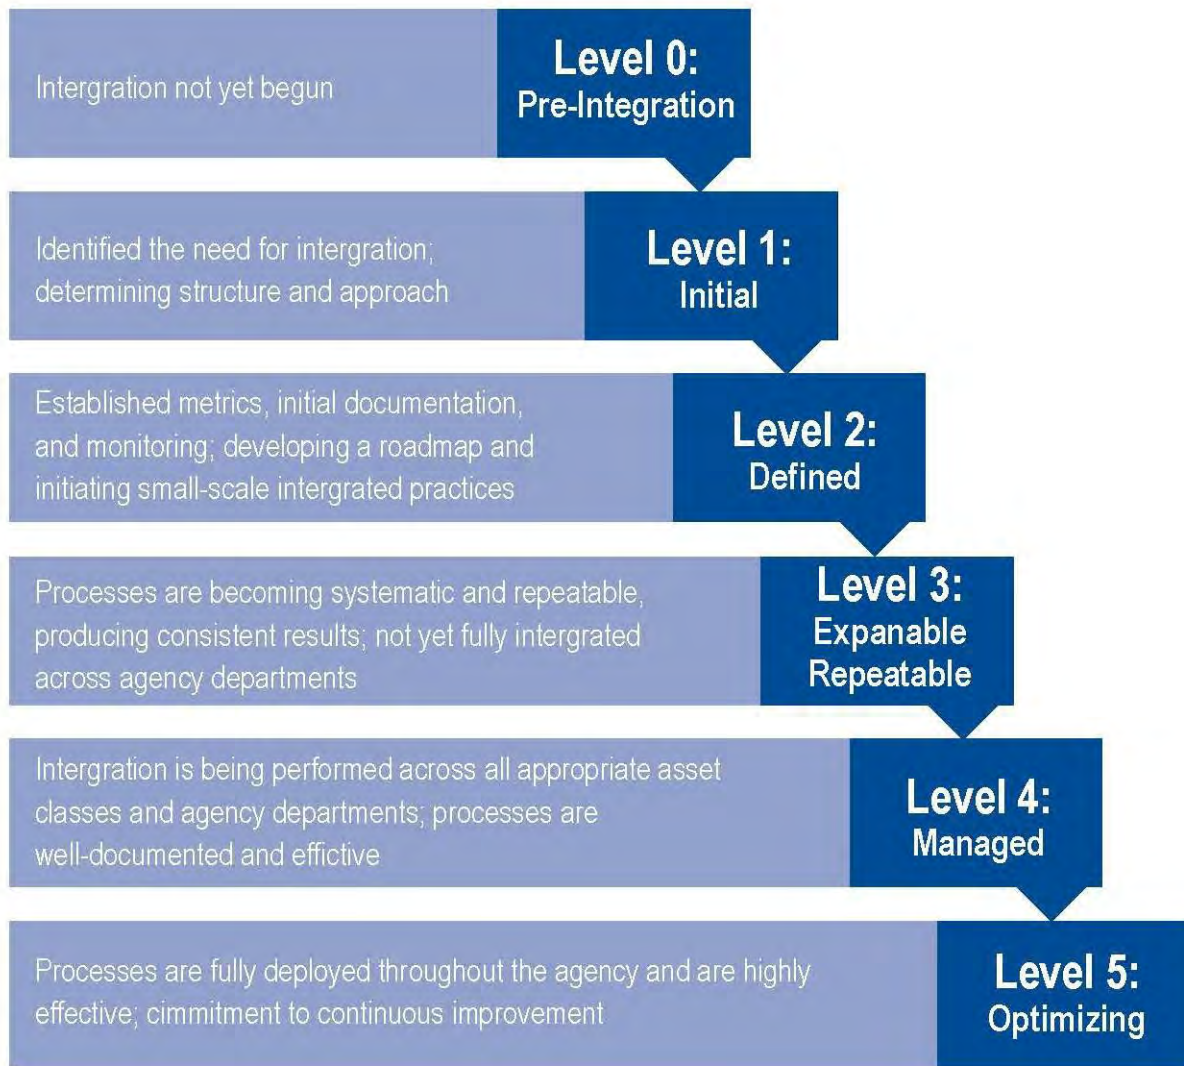 Intergration not yet begun
Level 0:
Pre-Integration
Identified the need for intergration;
determining structure and approach
Level 1:
Initial
Established metrics, initial documentation,
and monitoring; developing a roadmap and
initiating small-scale intergrated practices
Level 2:
Defined
Processes are becoming systematic and repeatable,
producing consistent results; not yet fully intergrated
across agency departments
Level 3:
Expanable
Repeatable
Intergration is being performed across all appropriate asset
classes and agency departments; processes are
well-documented and effictive
Level 4:
Managed
Processes are fully deployed throughout the agency and are highly
effective; cimmitment to continuous improvement
Level 5:
Optimizing